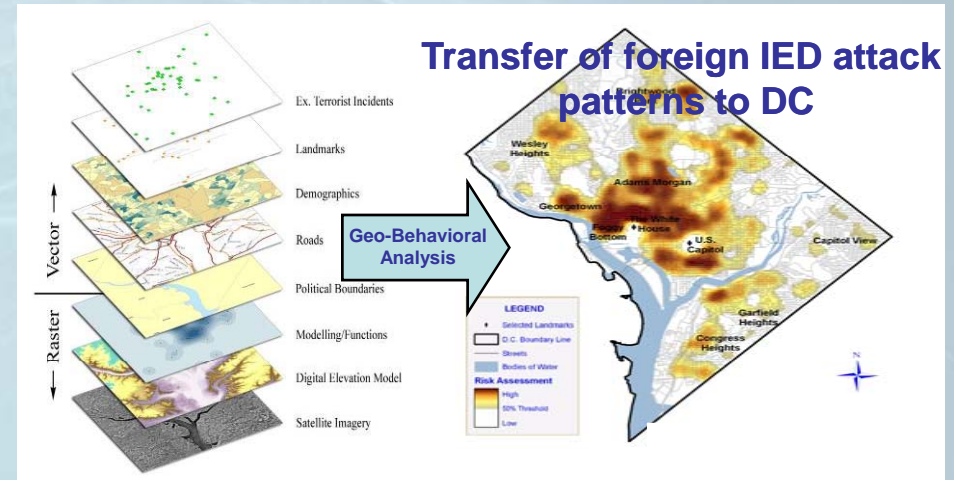 Transfer of foreign IED attack
patterns to DC
Ex. Terrorist Incidents
Landmarks
Demographics
Roads
Political Boundaries
Modelling/Functions
Digital Elevation Model
Satellite Imagery
Vector
Raster
Geo-Behavioral
Analysis
Brightwood
Wesley
Heights
Adams Morgan
Georgetown
Foggy
Bottom
The White
House
U.S.
Capitol
Capitol View
Garfield
Heights
Congress
Heights
N
LEGEND
Selected Landmarks
D.C. Boundary Line
Streets
Bodies of Water
Risk Assessment
High
50% Threshold
Low